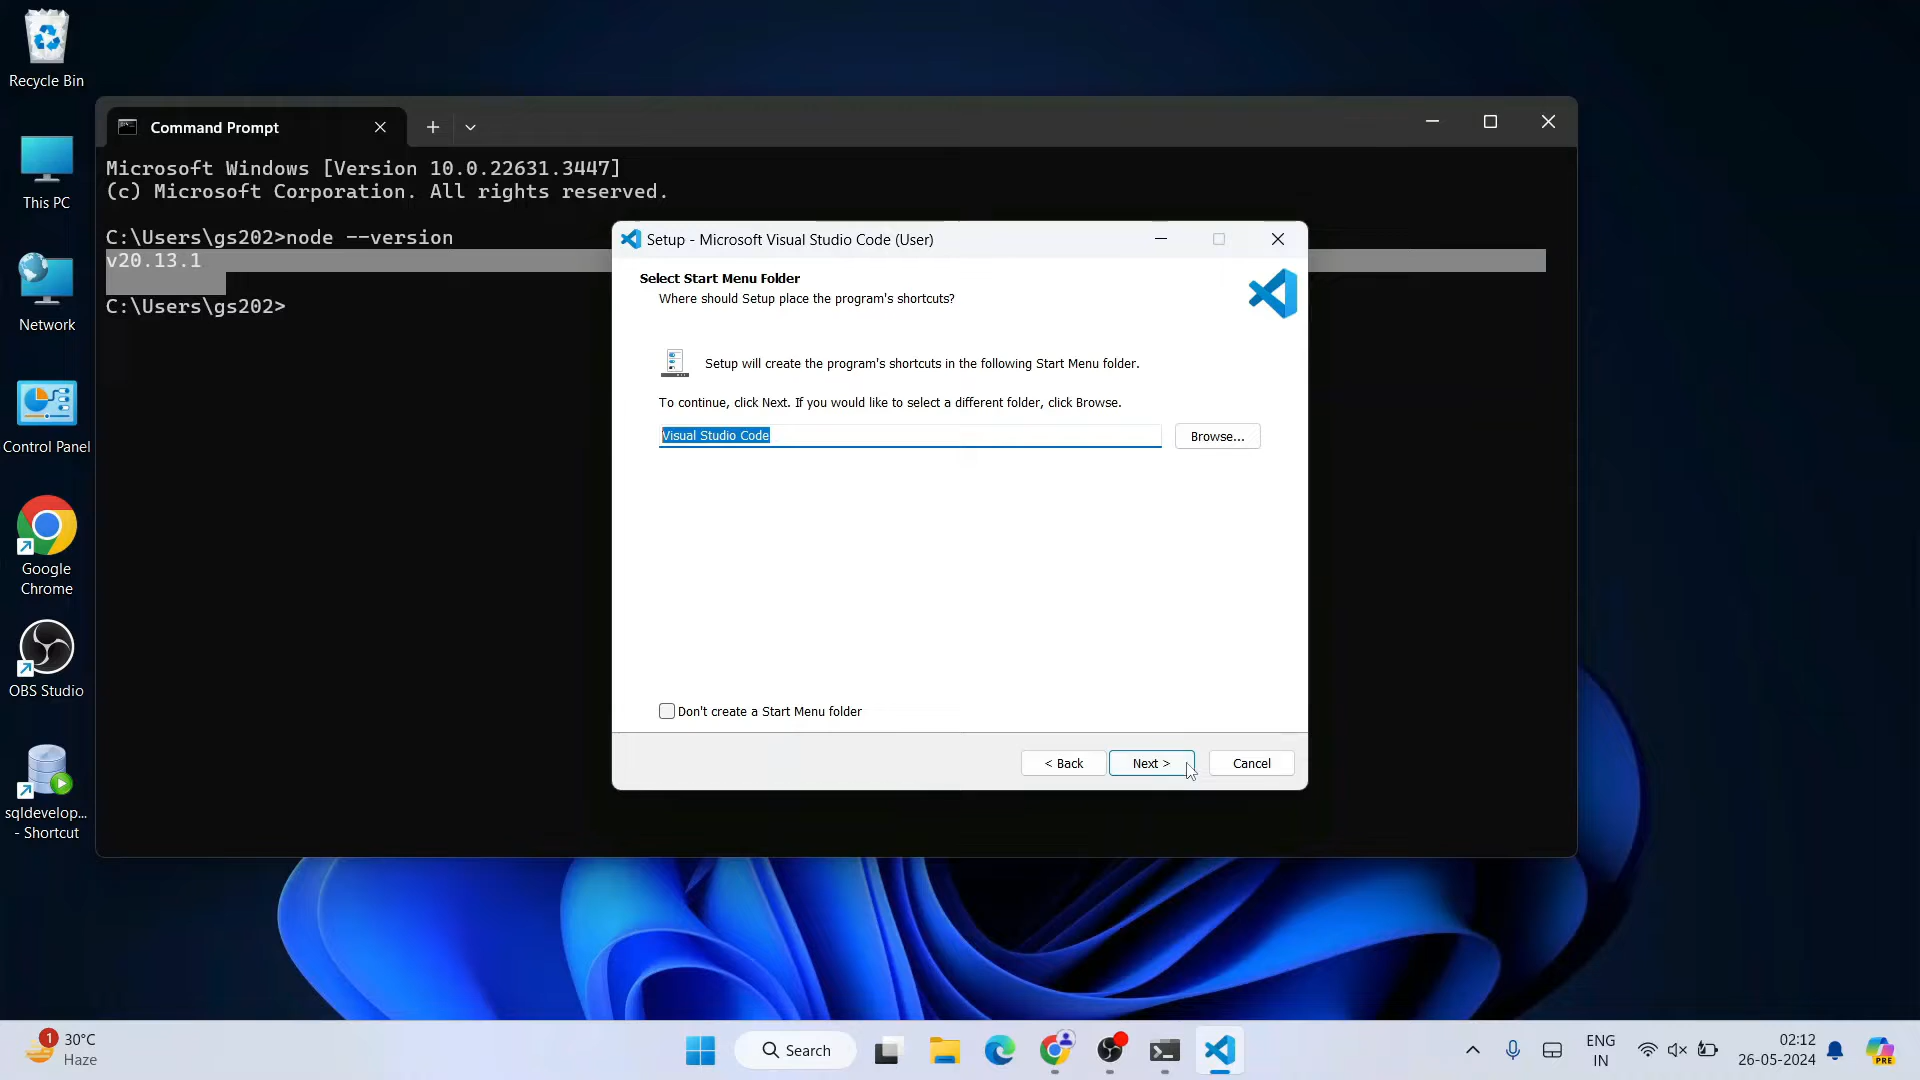 Recycle Bin
This PC
Network
Control Panel
Google
Chrome
OBS Studio
sqldevelop...
- Shortcut
Command Prompt
Microsoft Windows [Version 10.0.22631.3447]
(c) Microsoft Corporation. All rights reserved.
C:\Users\gs202>node --version
v20.13.1
C:\Users\gs202>
Setup - Microsoft Visual Studio Code (User)
Select Start Menu Folder
Where should Setup place the program's shortcuts?
Setup will create the program's shortcuts in the following Start Menu folder.
To continue, click Next. If you would like to select a different folder, click Browse.
Visual Studio Code
Browse...
Don't create a Start Menu folder
< Back
Next >
Cancel
1
30°C
Haze
Search
ENG
IN
02:12
26-05-2024
PRE